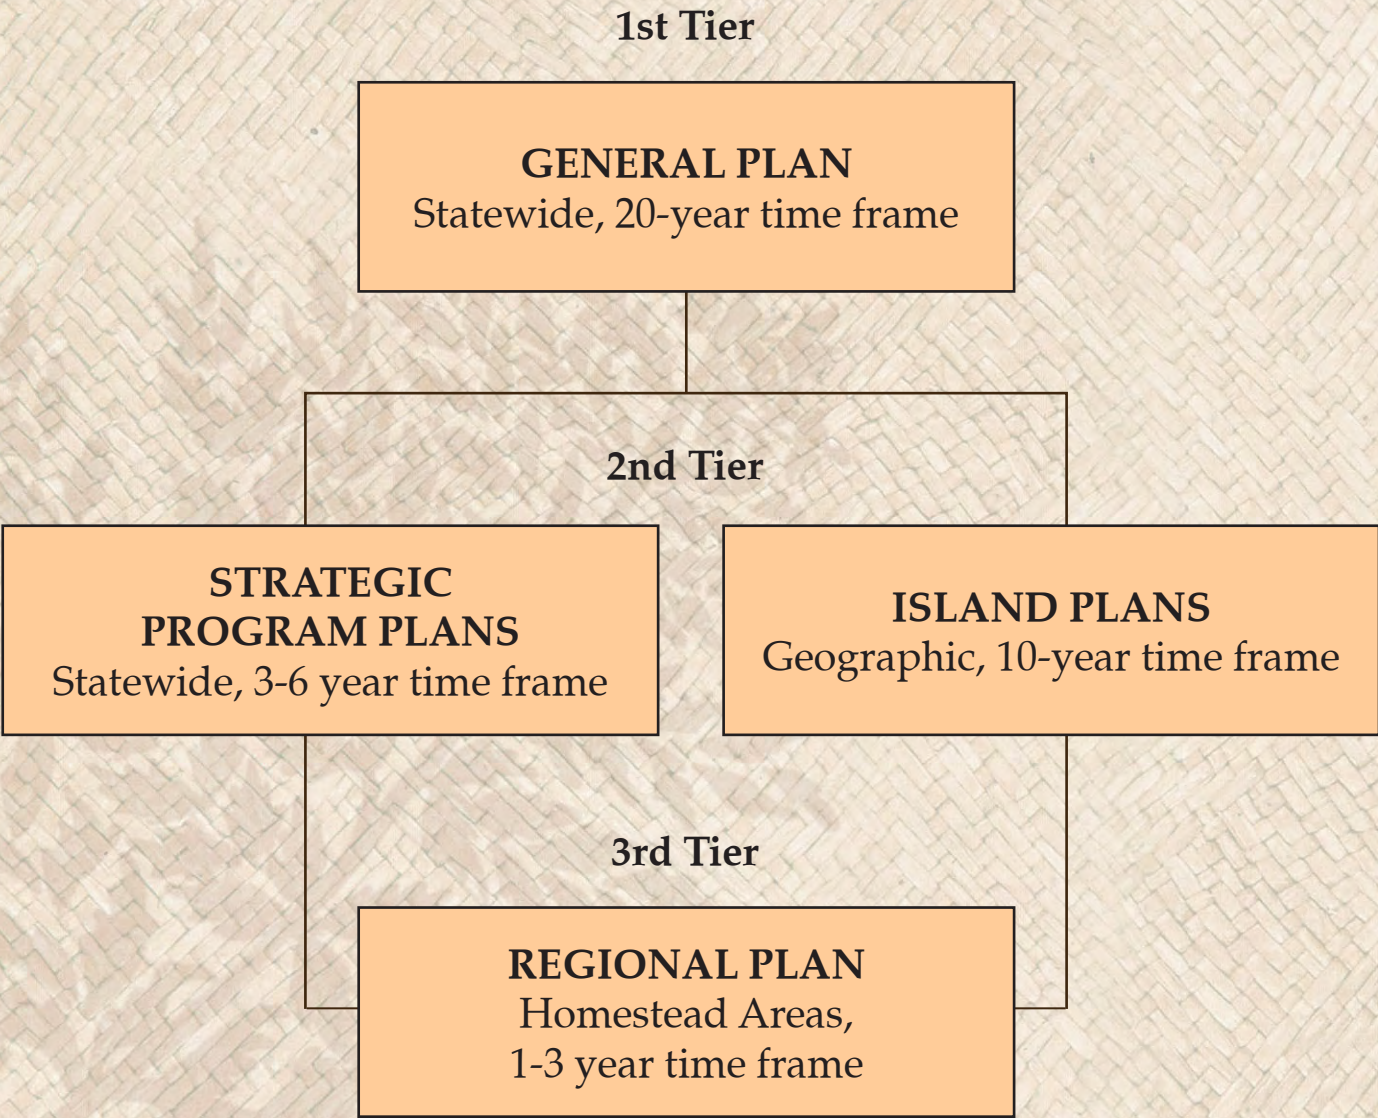 1st Tier
GENERAL PLAN
Statewide, 20-year time frame
2nd Tier
STRATEGIC
PROGRAM PLANS
Statewide, 3-6 year time frame
ISLAND PLANS
Geographic, 10-year time frame
3rd Tier
REGIONAL PLAN
Homestead Areas,
1-3 year time frame